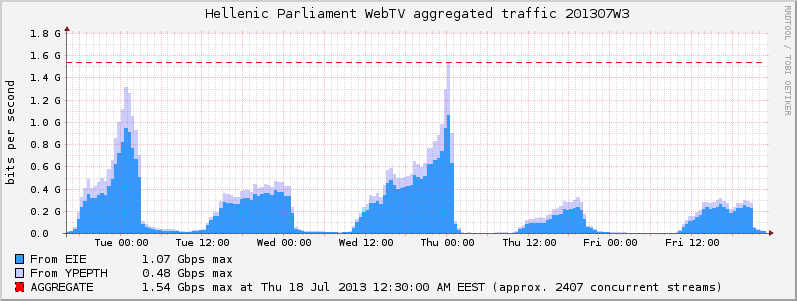 Hellenic Parliament WebTV aggregated traffic 201307W3
RRDTOOL / TOBI OETIKER
bits per second
1.8 G
1.6 G
1.4 G
1.2 G
1.0 G
0.8 G
0.6 G
0.4 G
0.2 G
0.0
Tue 00:00 Tue 12:00 Wed 00:00 Wed 12:00 Thu 00:00 Thu 12:00 Fri 00:00 Fri 12:00
From EIE 1.07 Gbps max
From YPEPTH 0.48 Gbps max
AGGREGATE 1.54 Gbps max at Thu 18 Jul 2013 12:30:00 AM EEST (approx. 2407 concurrent streams)